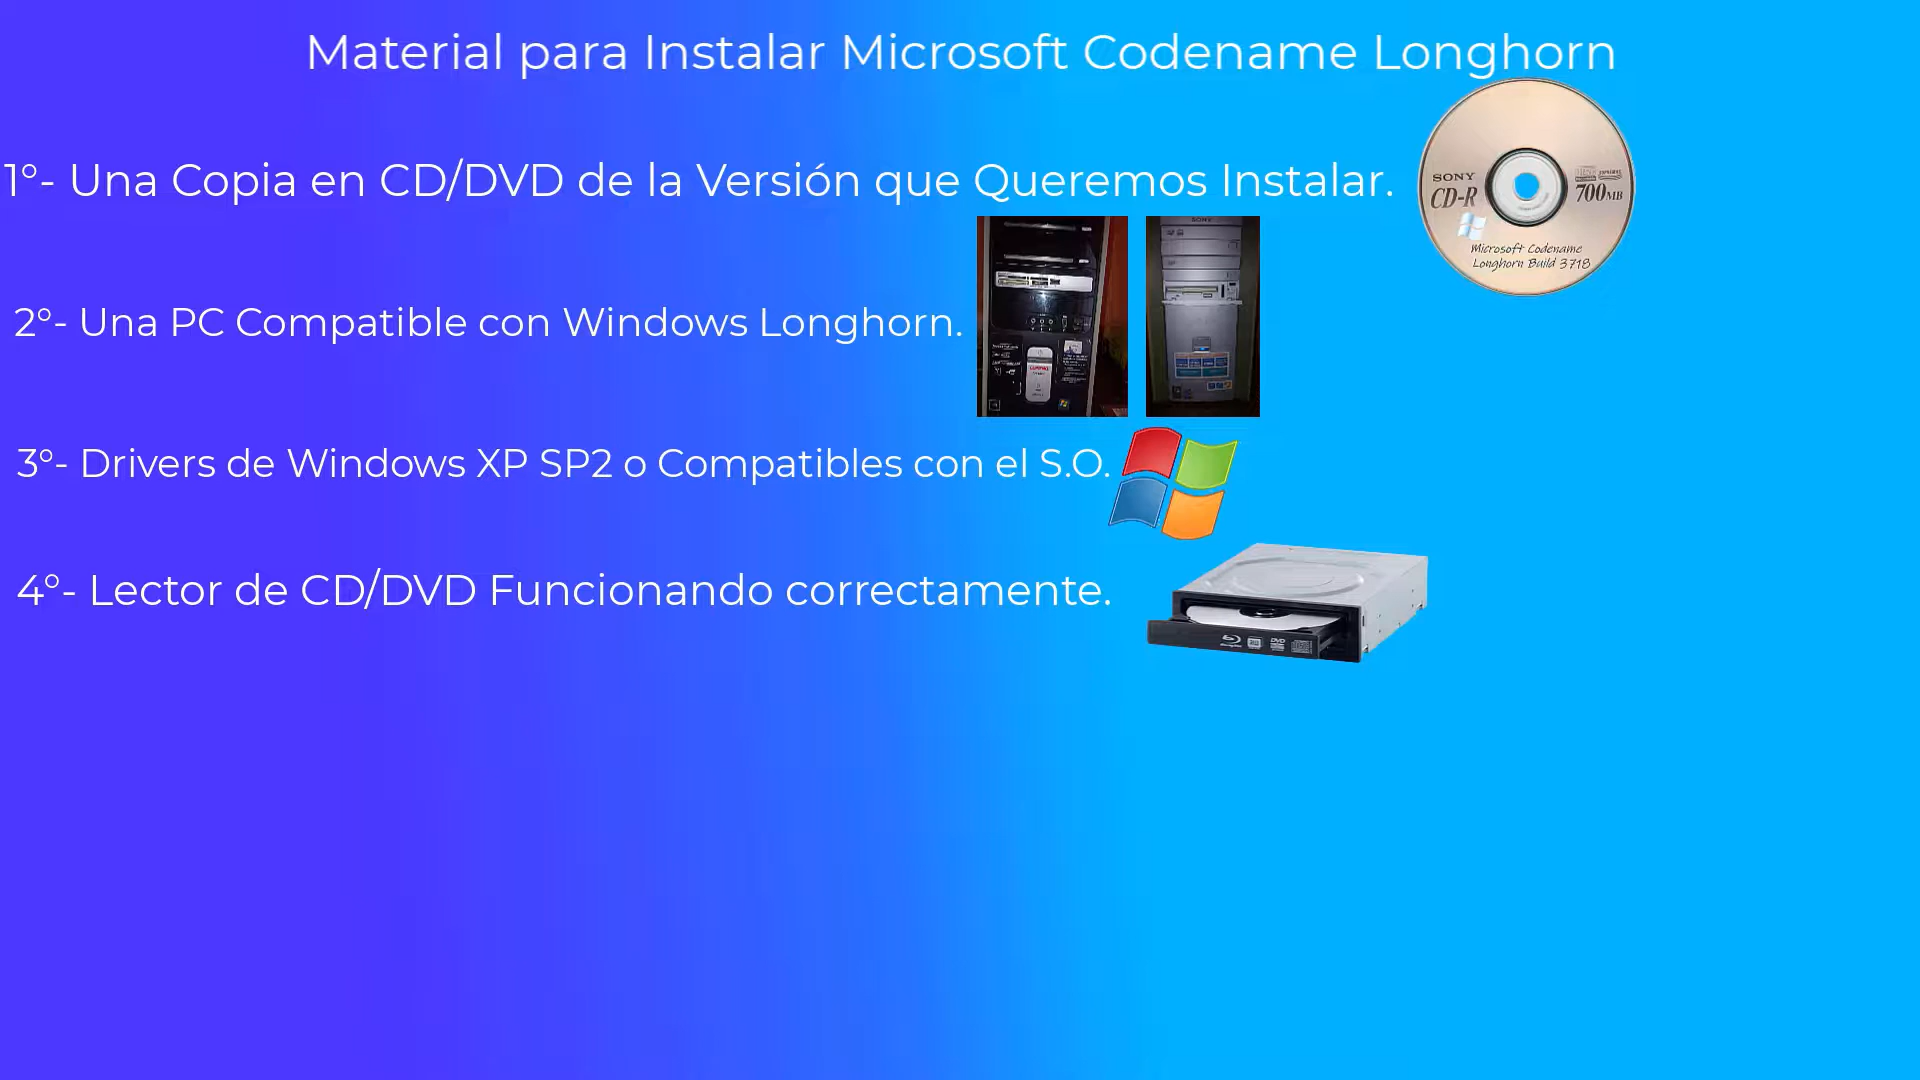 Material para Instalar Microsoft Codename Longhorn
1°- Una Copia en CD/DVD de la Versión que Queremos Instalar.
SONY
CD-R
700MB
Microsoft Codename
Longhorn Build 3718
2°- Una PC Compatible con Windows Longhorn.
SONY
3°- Drivers de Windows XP SP2 o Compatibles con el S.O.
4°- Lector de CD/DVD Funcionando correctamente.
DVD